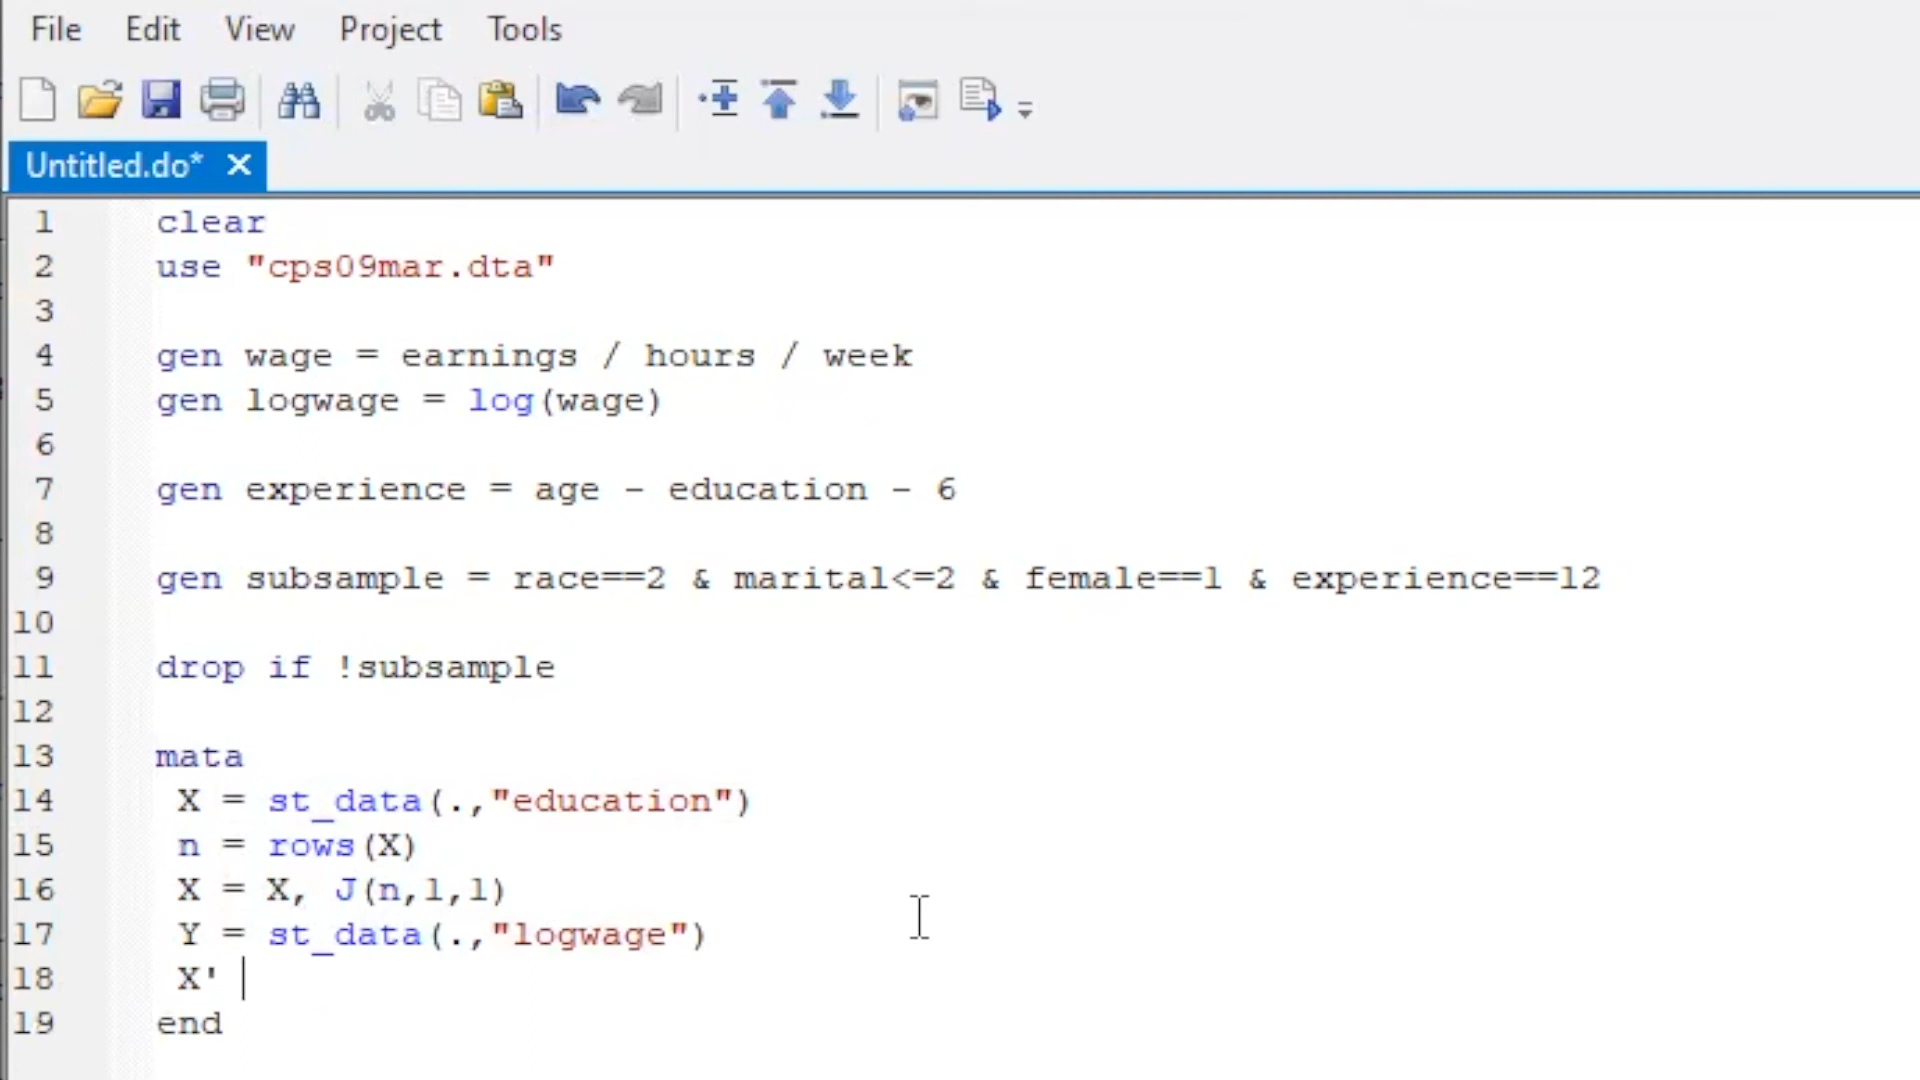 File Edit View Project Tools
Untitled.do* ×
1 clear
2 use "cps09mar.dta"
3
4 gen wage = earnings / hours / week
5 gen logwage = log(wage)
6
7 gen experience = age - education - 6
8
9 gen subsample = race==2 & marital<=2 & female==1 & experience==12
10
11 drop if !subsample
12
13 mata
14 X = st_data(.,"education")
15 n = rows(X)
16 X = X, J(n,1,1)
17 Y = st_data(.,"logwage")
18 X'
19 end